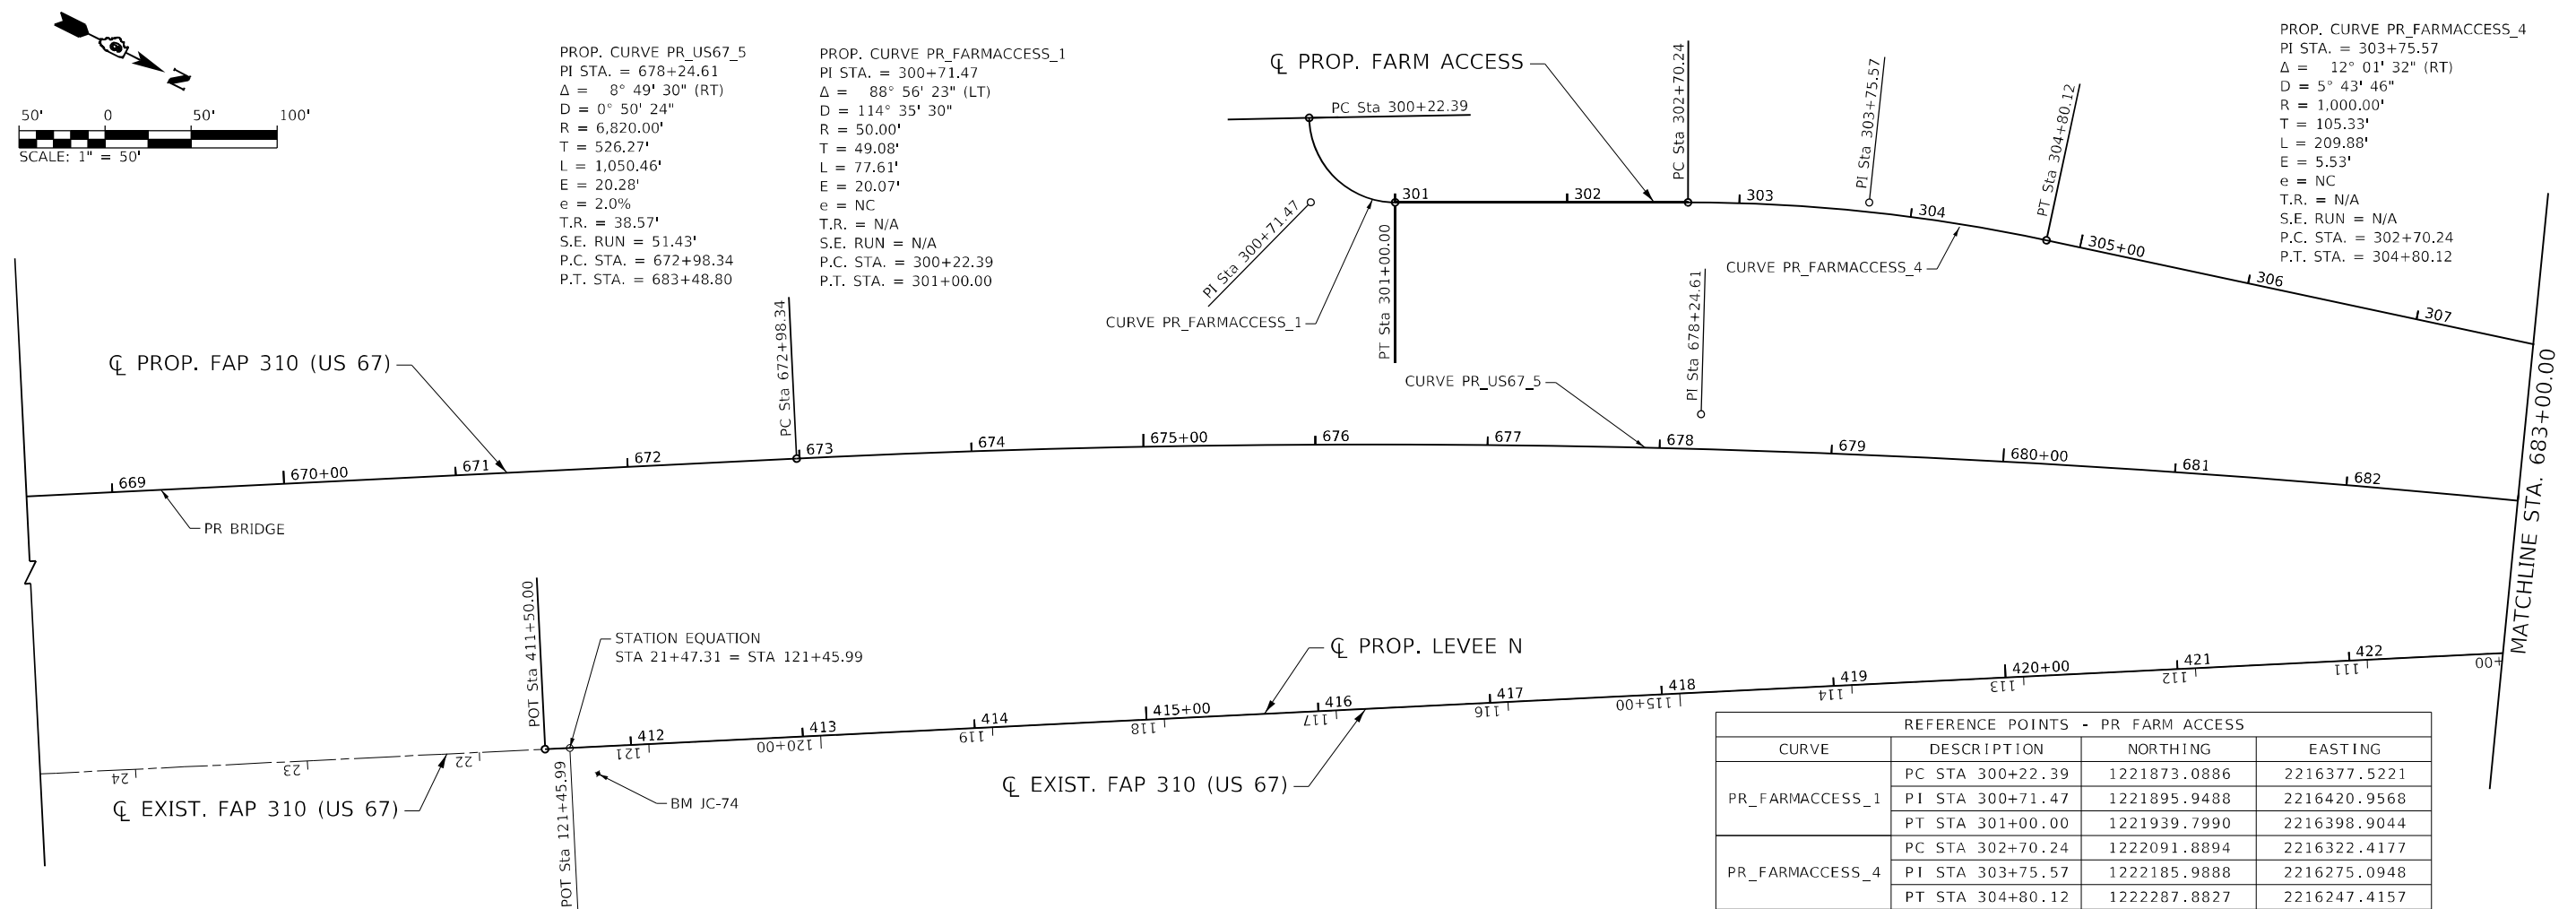 N
50' 0 50' 100'
SCALE: 1" = 50'
PROP. CURVE PR_US67_5
PI STA. = 678+24.61
Δ = 8° 49' 30" (RT)
D = 0° 50' 24"
R = 6,820.00'
T = 526.27'
L = 1,050.46'
E = 20.28'
e = 2.0%
T.R. = 38.57'
S.E. RUN = 51.43'
P.C. STA. = 672+98.34
P.T. STA. = 683+48.80
PROP. CURVE PR_FARMACCESS_1
PI STA. = 300+71.47
Δ = 88° 56' 23" (LT)
D = 114° 35' 30"
R = 50.00'
T = 49.08'
L = 77.61'
E = 20.07'
e = NC
T.R. = N/A
S.E. RUN = N/A
P.C. STA. = 300+22.39
P.T. STA. = 301+00.00
℄ PROP. FARM ACCESS
PC Sta 300+22.39
PI Sta 300+71.47
PT Sta 301+00.00
PC Sta 302+70.24
PI Sta 303+75.57
PT Sta 304+80.12
301 302 303 304 305+00 306 307
CURVE PR_FARMACCESS_1
CURVE PR_FARMACCESS_4
PROP. CURVE PR_FARMACCESS_4
PI STA. = 303+75.57
Δ = 12° 01' 32" (RT)
D = 5° 43' 46"
R = 1,000.00'
T = 105.33'
L = 209.88'
E = 5.53'
e = NC
T.R. = N/A
S.E. RUN = N/A
P.C. STA. = 302+70.24
P.T. STA. = 304+80.12
℄ PROP. FAP 310 (US 67)
PC Sta 672+98.34
PI Sta 678+24.61
CURVE PR_US67_5
669 670+00 671 672 673 674 675+00 676 677 678 679 680+00 681 682
PR BRIDGE
MATCHLINE STA. 683+00.00
POT Sta 411+50.00
STATION EQUATION
STA 21+47.31 = STA 121+45.99
℄ PROP. LEVEE N
412 413 414 415+00 416 417 418 419 420+00 421 422
24 23 22 121 120+00 119 118 117 116 115+00 114 113 112 111 +00
℄ EXIST. FAP 310 (US 67)
POT Sta 121+45.99
BM JC-74
℄ EXIST. FAP 310 (US 67)
REFERENCE POINTS - PR FARM ACCESS
CURVE DESCRIPTION NORTHING EASTING
PR_FARMACCESS_1
PC STA 300+22.39 1221873.0886 2216377.5221
PI STA 300+71.47 1221895.9488 2216420.9568
PT STA 301+00.00 1221939.7990 2216398.9044
PR_FARMACCESS_4
PC STA 302+70.24 1222091.8894 2216322.4177
PI STA 303+75.57 1222185.9888 2216275.0948
PT STA 304+80.12 1222287.8827 2216247.4157